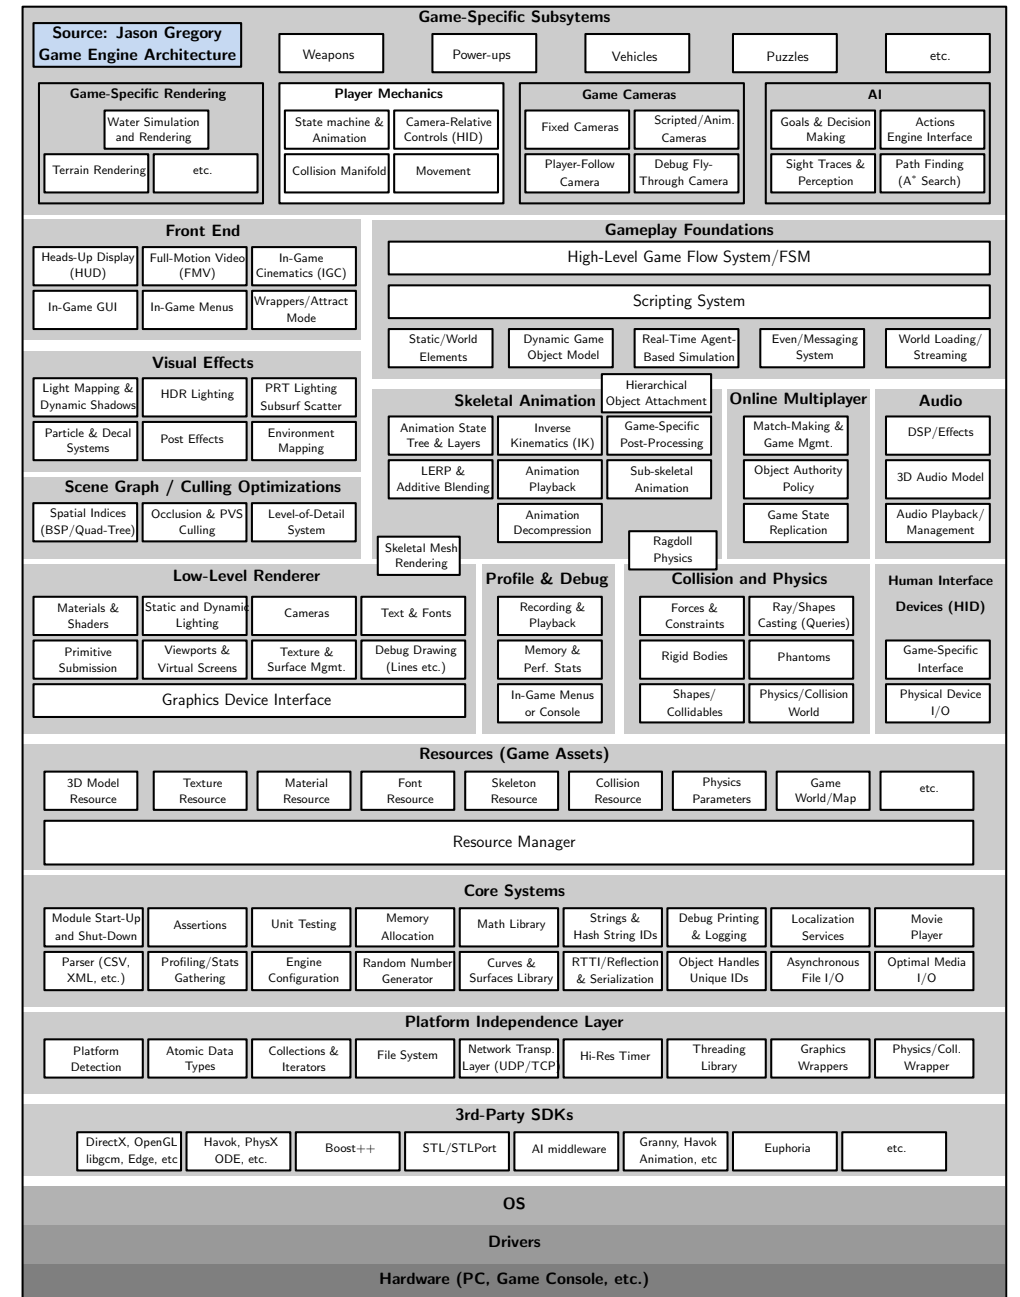 Game-Specific Subsytems
Source: Jason Gregory
Game Engine Architecture
Weapons
Power-ups
Vehicles
Puzzles
etc.
Game-Specific Rendering
Water Simulation
and Rendering
Terrain Rendering
etc.
Player Mechanics
State machine &
Animation
Camera-Relative
Controls (HID)
Collision Manifold
Movement
Game Cameras
Fixed Cameras
Scripted/Anim.
Cameras
Player-Follow
Camera
Debug Fly-
Through Camera
AI
Goals & Decision
Making
Actions
Engine Interface
Sight Traces &
Perception
Path Finding
(A* Search)
Front End
Heads-Up Display
(HUD)
Full-Motion Video
(FMV)
In-Game
Cinematics (IGC)
In-Game GUI
In-Game Menus
Wrappers/Attract
Mode
Gameplay Foundations
High-Level Game Flow System/FSM
Scripting System
Static/World
Elements
Dynamic Game
Object Model
Real-Time Agent-
Based Simulation
Even/Messaging
System
World Loading/
Streaming
Visual Effects
Light Mapping &
Dynamic Shadows
HDR Lighting
PRT Lighting
Subsurf Scatter
Particle & Decal
Systems
Post Effects
Environment
Mapping
Hierarchical
Object Attachment
Skeletal Animation
Animation State
Tree & Layers
Inverse
Kinematics (IK)
Game-Specific
Post-Processing
LERP &
Additive Blending
Animation
Playback
Sub-skeletal
Animation
Animation
Decompression
Online Multiplayer
Match-Making &
Game Mgmt.
Object Authority
Policy
Game State
Replication
Audio
DSP/Effects
3D Audio Model
Audio Playback/
Management
Scene Graph / Culling Optimizations
Spatial Indices
(BSP/Quad-Tree)
Occlusion & PVS
Culling
Level-of-Detail
System
Skeletal Mesh
Rendering
Ragdoll
Physics
Low-Level Renderer
Materials &
Shaders
Static and Dynamic
Lighting
Cameras
Text & Fonts
Primitive
Submission
Viewports &
Virtual Screens
Texture &
Surface Mgmt.
Debug Drawing
(Lines etc.)
Graphics Device Interface
Profile & Debug
Recording &
Playback
Memory &
Perf. Stats
In-Game Menus
or Console
Collision and Physics
Forces &
Constraints
Ray/Shapes
Casting (Queries)
Rigid Bodies
Phantoms
Shapes/
Collidables
Physics/Collision
World
Human Interface
Devices (HID)
Game-Specific
Interface
Physical Device
I/O
Resources (Game Assets)
3D Model
Resource
Texture
Resource
Material
Resource
Font
Resource
Skeleton
Resource
Collision
Resource
Physics
Parameters
Game
World/Map
etc.
Resource Manager
Core Systems
Module Start-Up
and Shut-Down
Assertions
Unit Testing
Memory
Allocation
Math Library
Strings &
Hash String IDs
Debug Printing
& Logging
Localization
Services
Movie
Player
Parser (CSV,
XML, etc.)
Profiling/Stats
Gathering
Engine
Configuration
Random Number
Generator
Curves &
Surfaces Library
RTTI/Reflection
& Serialization
Object Handles
Unique IDs
Asynchronous
File I/O
Optimal Media
I/O
Platform Independence Layer
Platform
Detection
Atomic Data
Types
Collections &
Iterators
File System
Network Transp.
Layer (UDP/TCP)
Hi-Res Timer
Threading
Library
Graphics
Wrappers
Physics/Coll.
Wrapper
3rd-Party SDKs
DirectX, OpenGL
libgcm, Edge, etc
Havok, PhysX
ODE, etc.
Boost++
STL/STLPort
AI middleware
Granny, Havok
Animation, etc
Euphoria
etc.
OS
Drivers
Hardware (PC, Game Console, etc.)